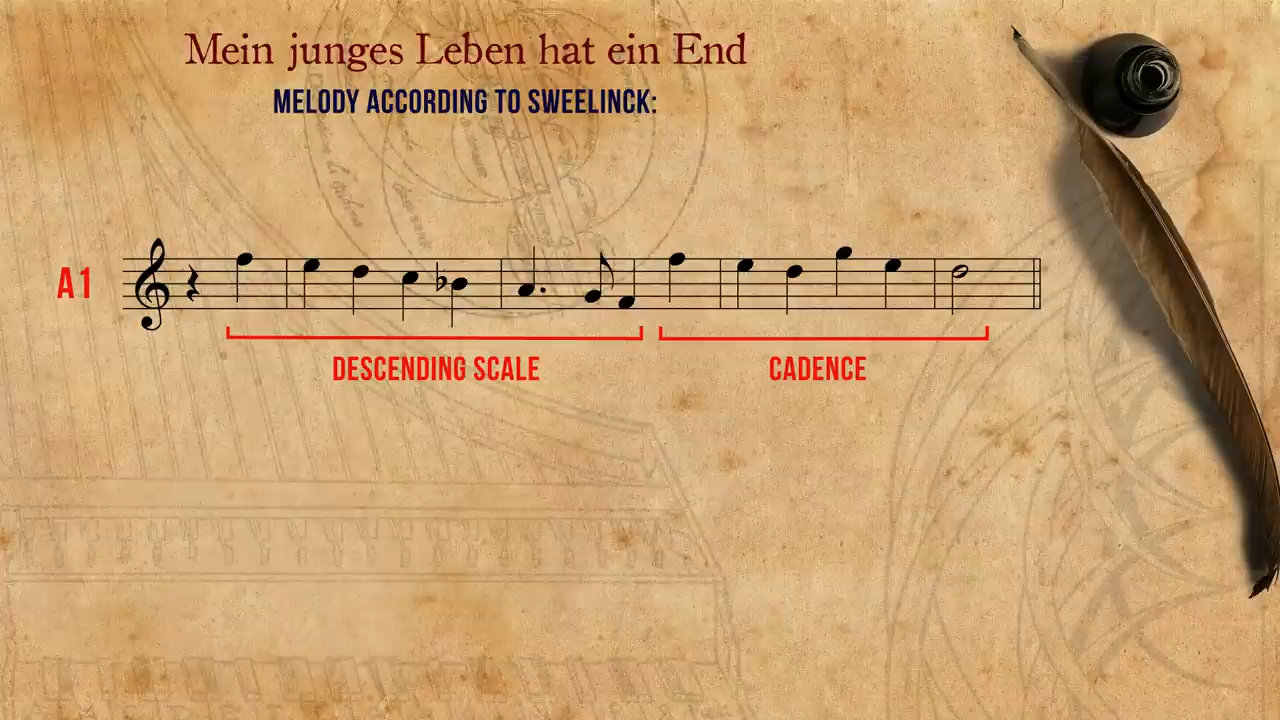 Mein junges Leben hat ein End
MELODY ACCORDING TO SWEELINCK:
A1
DESCENDING SCALE
CADENCE